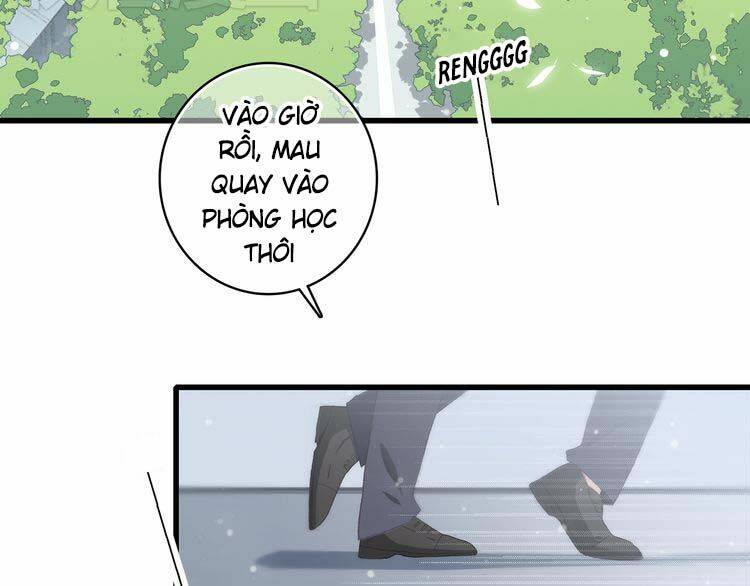 RENGGGG
VÀO GIỜ
RỒI, MAU
QUAY VÀO
PHÒNG HỌC
THÔI